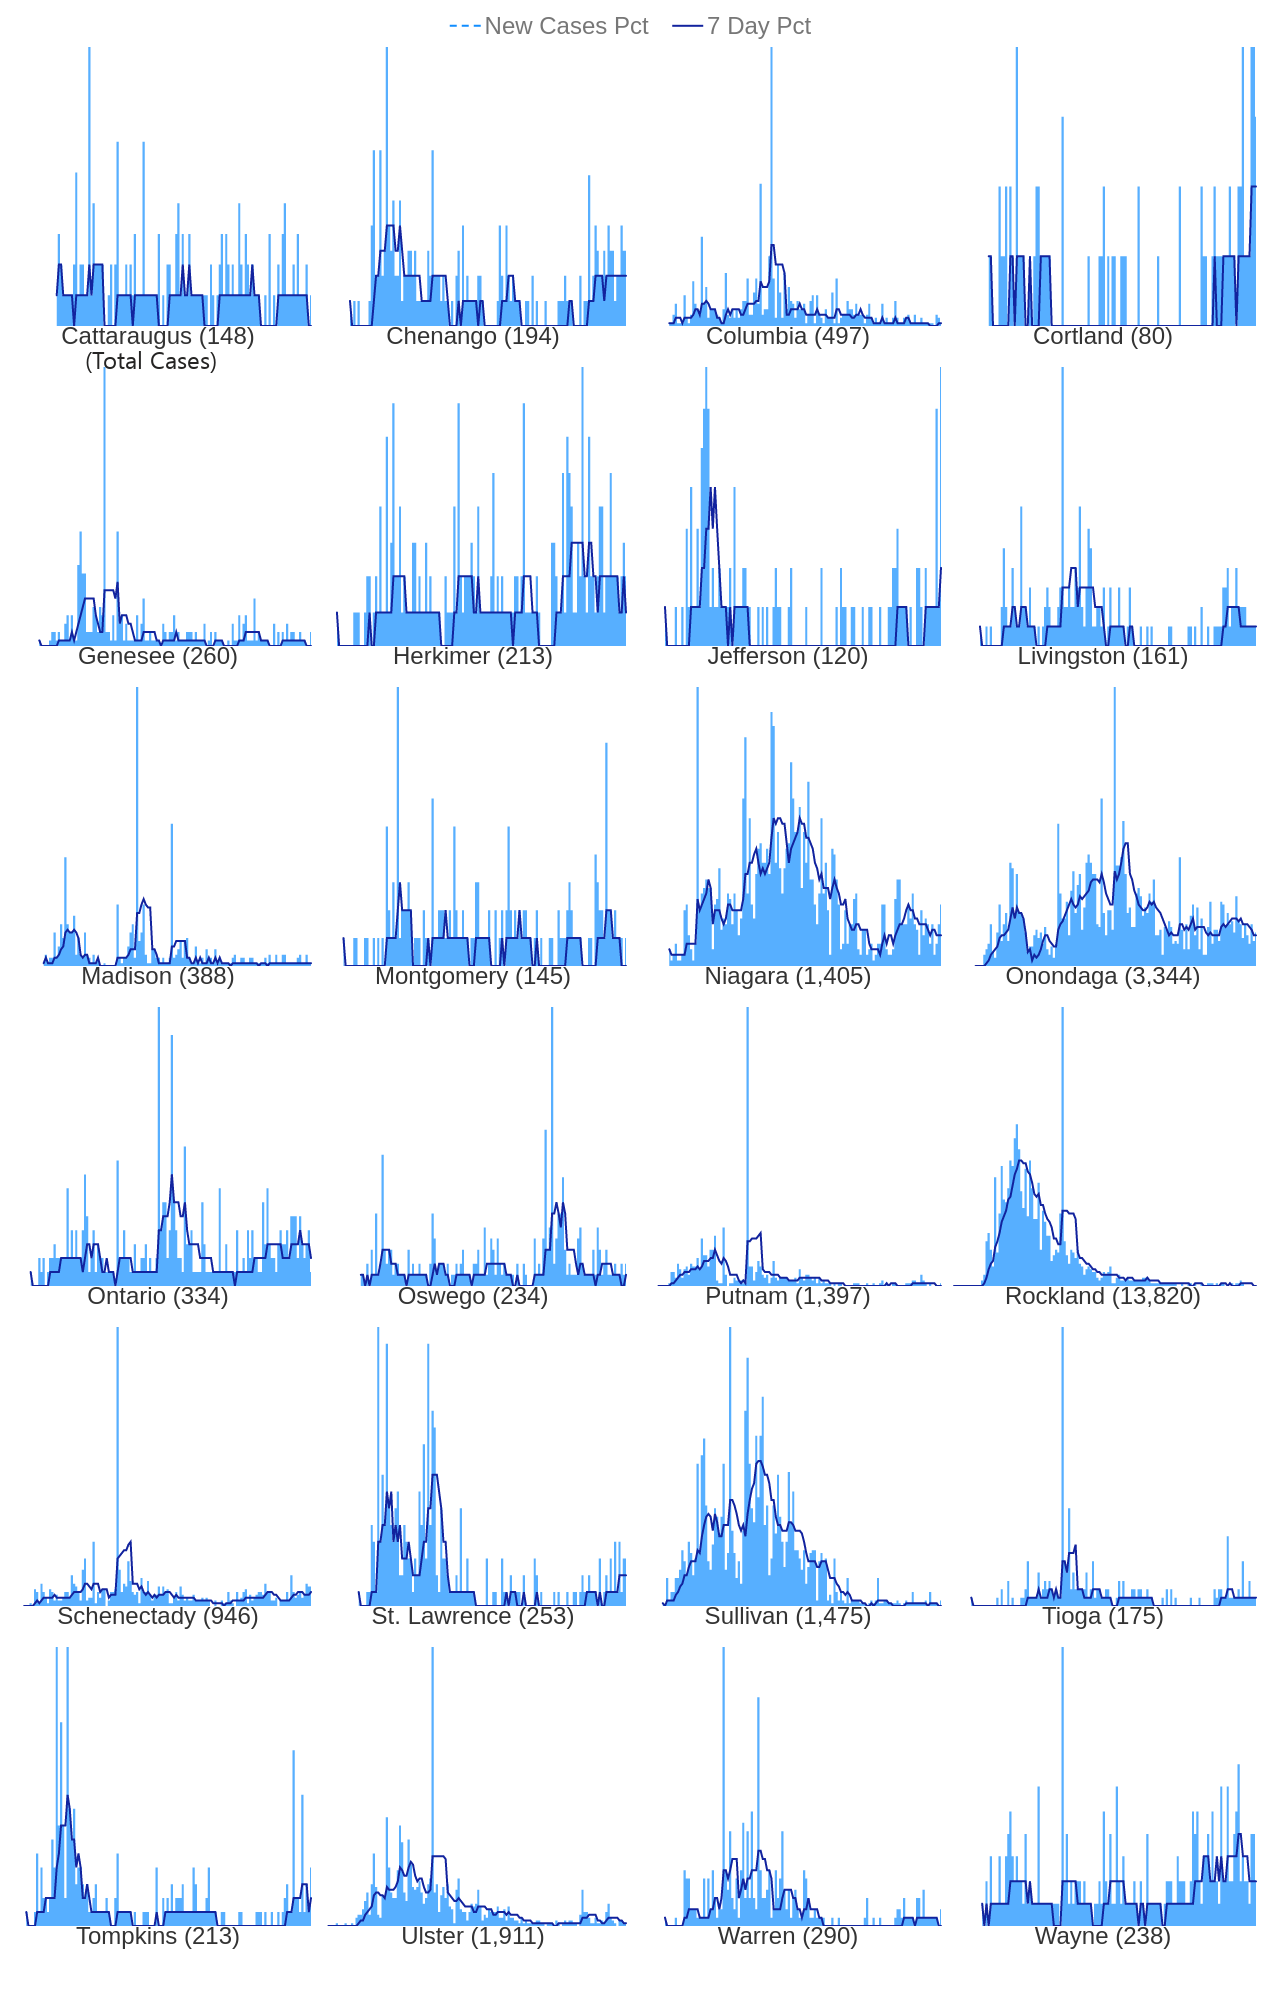 New Cases Pct 7 Day Pct
Cattaraugus (148) Chenango (194) Columbia (497) Cortland (80)
(Total Cases)
Genesee (260) Herkimer (213) Jefferson (120) Livingston (161)
Madison (388) Montgomery (145) Niagara (1,405) Onondaga (3,344)
Ontario (334) Oswego (234) Putnam (1,397) Rockland (13,820)
Schenectady (946) St. Lawrence (253) Sullivan (1,475) Tioga (175)
Tompkins (213) Ulster (1,911) Warren (290) Wayne (238)